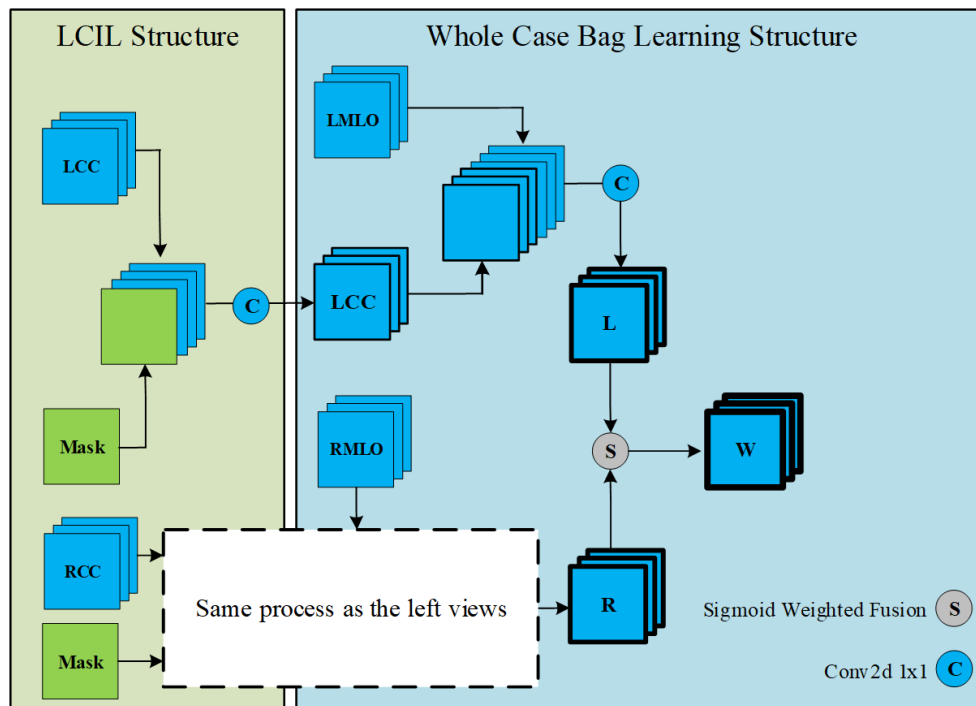 LCIL Structure
Whole Case Bag Learning Structure
LCC
LMLO
C
C
LCC
L
Mask
RMLO
S
W
RCC
Same process as the left views
R
Sigmoid Weighted Fusion S
Mask
Conv2d 1x1 C